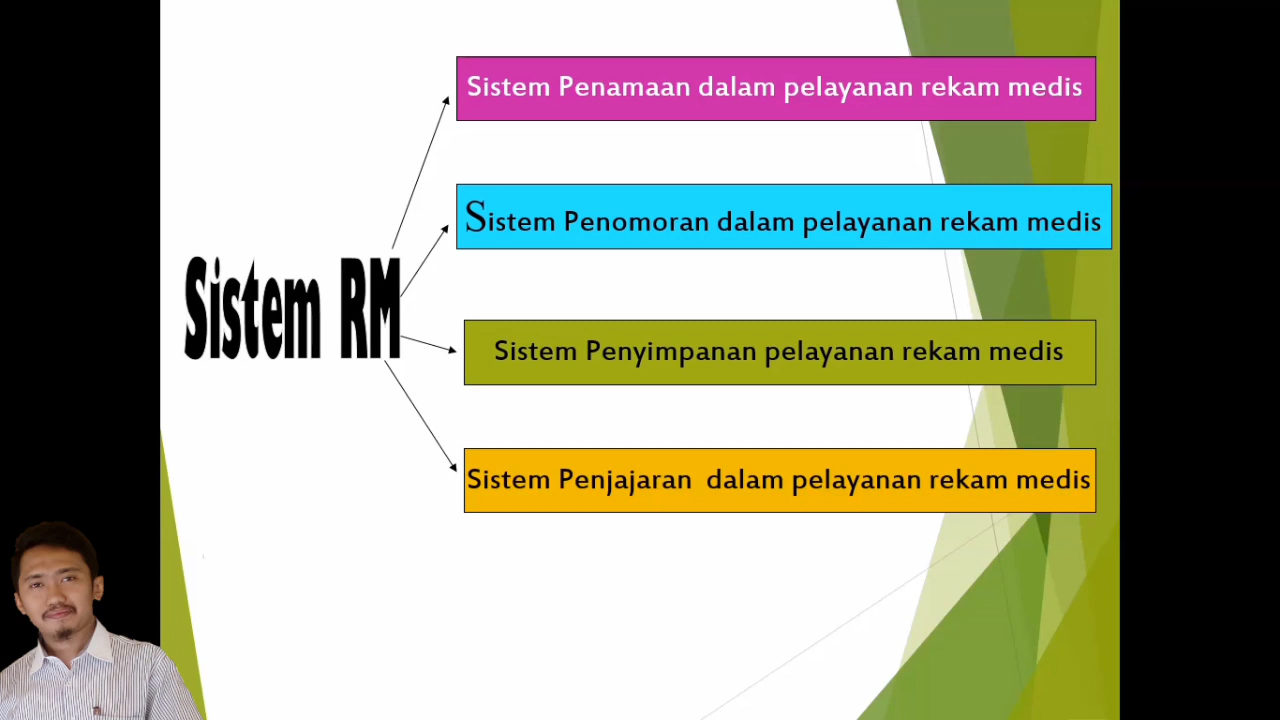 Sistem Penamaan dalam pelayanan rekam medis
Sistem Penomoran dalam pelayanan rekam medis
Sistem RM
Sistem Penyimpanan pelayanan rekam medis
Sistem Penjajaran dalam pelayanan rekam medis